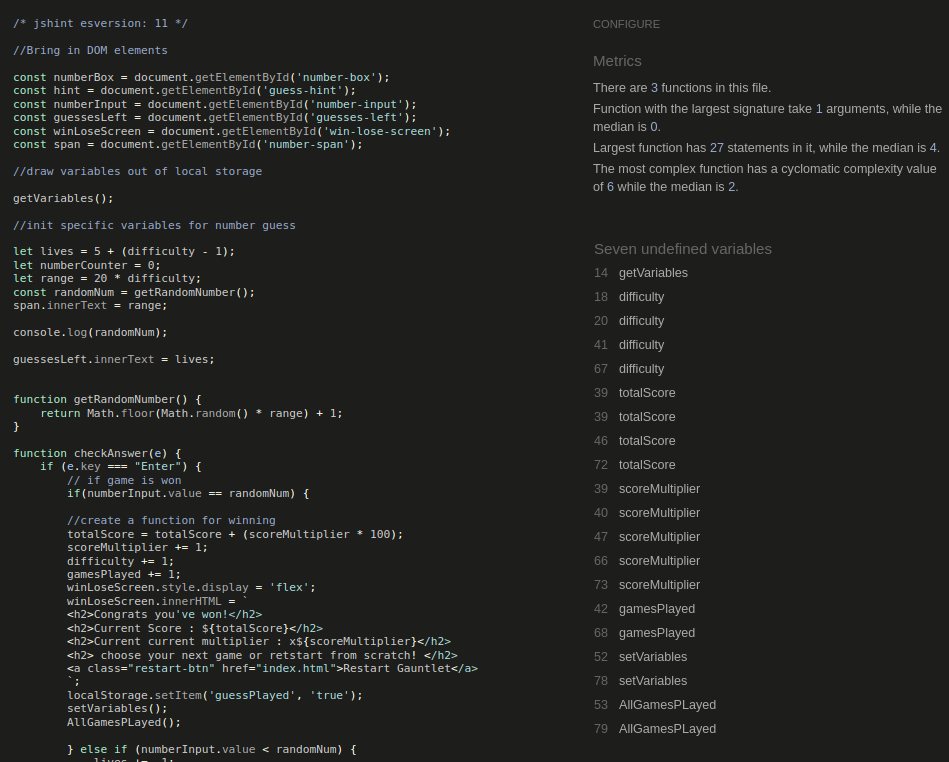 /* jshint esversion: 11 */
//Bring in DOM elements
const numberBox = document.getElementById('number-box');
const hint = document.getElementById('guess-hint');
const numberInput = document.getElementById('number-input');
const guessesLeft = document.getElementById('guesses-left');
const winLoseScreen = document.getElementById('win-lose-screen');
const span = document.getElementById('number-span');
//draw variables out of local storage
getVariables();
//init specific variables for number guess
let lives = 5 + (difficulty - 1);
let numberCounter = 0;
let range = 20 * difficulty;
const randomNum = getRandomNumber();
span.innerText = range;
console.log(randomNum);
guessesLeft.innerText = lives;
function getRandomNumber() {
    return Math.floor(Math.random() * range) + 1;
}
function checkAnswer(e) {
    if (e.key === "Enter") {
        // if game is won
        if(numberInput.value == randomNum) {
        //create a function for winning
        totalScore = totalScore + (scoreMultiplier * 100);
        scoreMultiplier += 1;
        difficulty += 1;
        gamesPlayed += 1;
        winLoseScreen.style.display = 'flex';
        winLoseScreen.innerHTML = `
        <h2>Congrats you've won!</h2>
        <h2>Current Score : ${totalScore}</h2>
        <h2>Current current multiplier : x${scoreMultiplier}</h2>
        <h2> choose your next game or retstart from scratch! </h2>
        <a class="restart-btn" href="index.html">Restart Gauntlet</a>
        `;
        localStorage.setItem('guessPlayed', 'true');
        setVariables();
        AllGamesPLayed();
        } else if (numberInput.value < randomNum) {
CONFIGURE
Metrics
There are 3 functions in this file.
Function with the largest signature take 1 arguments, while the
median is 0.
Largest function has 27 statements in it, while the median is 4.
The most complex function has a cyclomatic complexity value
of 6 while the median is 2.
Seven undefined variables
14 getVariables
18 difficulty
20 difficulty
41 difficulty
67 difficulty
39 totalScore
39 totalScore
46 totalScore
72 totalScore
39 scoreMultiplier
40 scoreMultiplier
47 scoreMultiplier
66 scoreMultiplier
73 scoreMultiplier
42 gamesPlayed
68 gamesPlayed
52 setVariables
78 setVariables
53 AllGamesPLayed
79 AllGamesPLayed